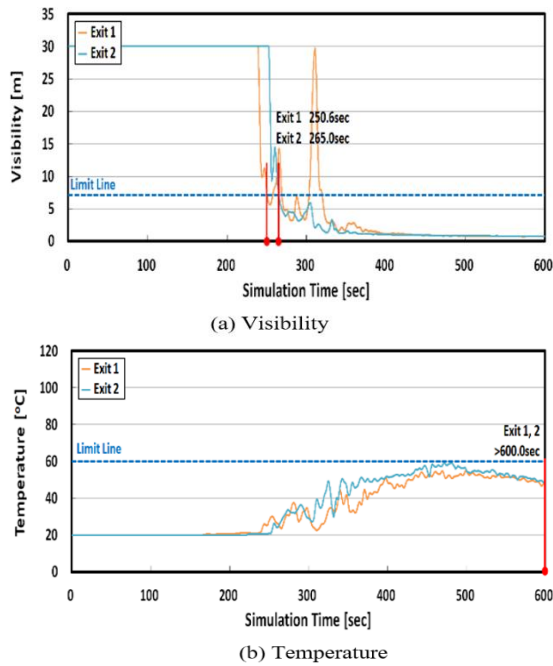 35
30
25
20
15
10
5
0
Visibility [m]
Exit 1
Exit 2
Exit 1 250.6sec
Exit 2 265.0sec
Limit Line
0 100 200 300 400 500 600
Simulation Time [sec]
(a) Visibility
120
100
80
60
40
20
0
Temperature [°C]
Exit 1
Exit 2
Exit 1, 2
>600.0sec
Limit Line
0 100 200 300 400 500 600
Simulation Time [sec]
(b) Temperature